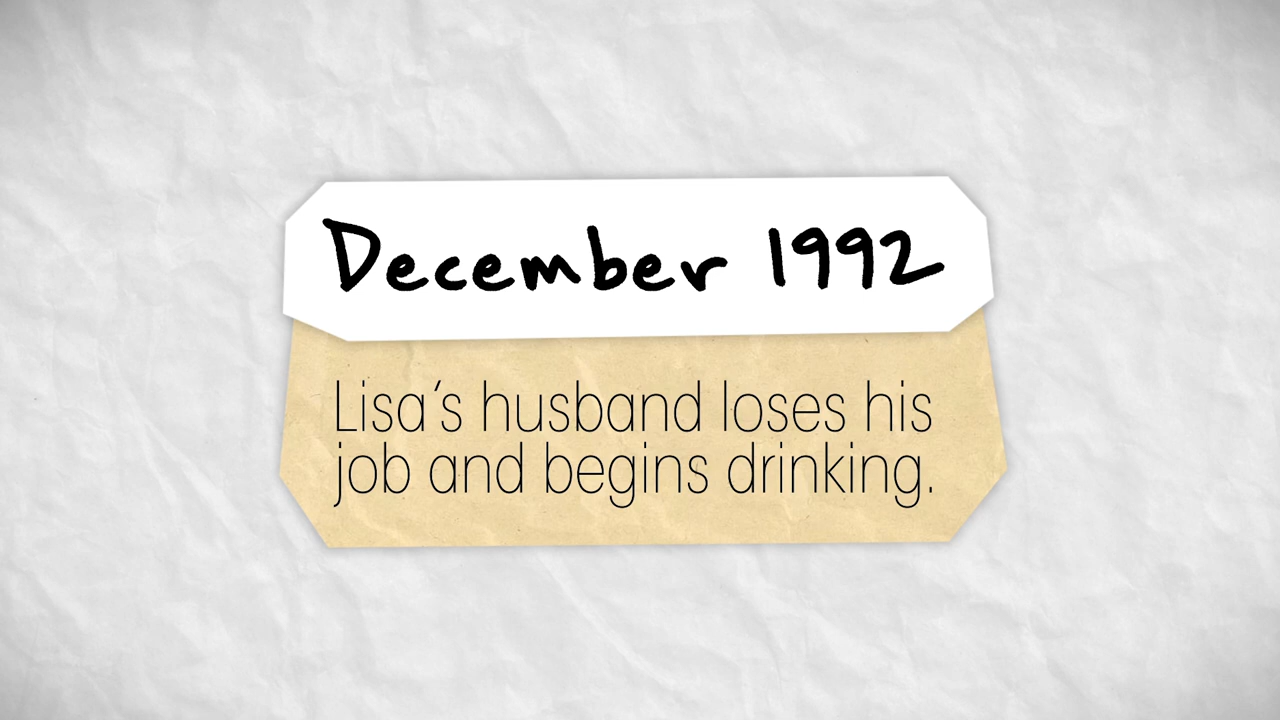 December 1992
Lisa's husband loses his
job and begins drinking.